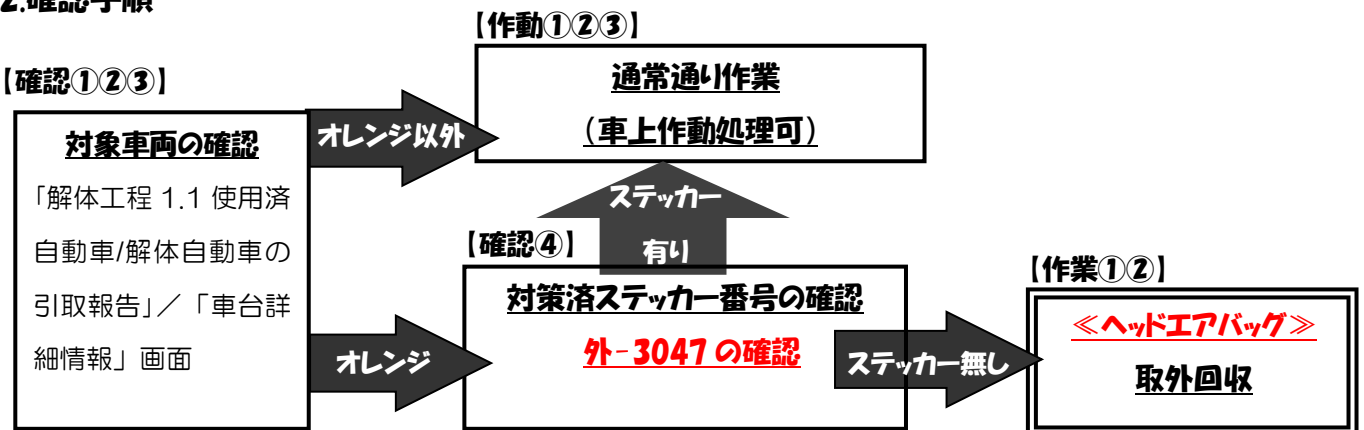 2.確認手順
【作動①②③】
通常通り作業
(車上作動処理可)
【確認①②③】
対象車両の確認
「解体工程 1.1 使用済
自動車/解体自動車の
引取報告」/「車台詳
細情報」画面
オレンジ以外
オレンジ
ステッカー
有り
【確認④】
対策済ステッカー番号の確認
外-3047 の確認
ステッカー無し
【作業①②】
≪ヘッドエアバッグ≫
取外回収